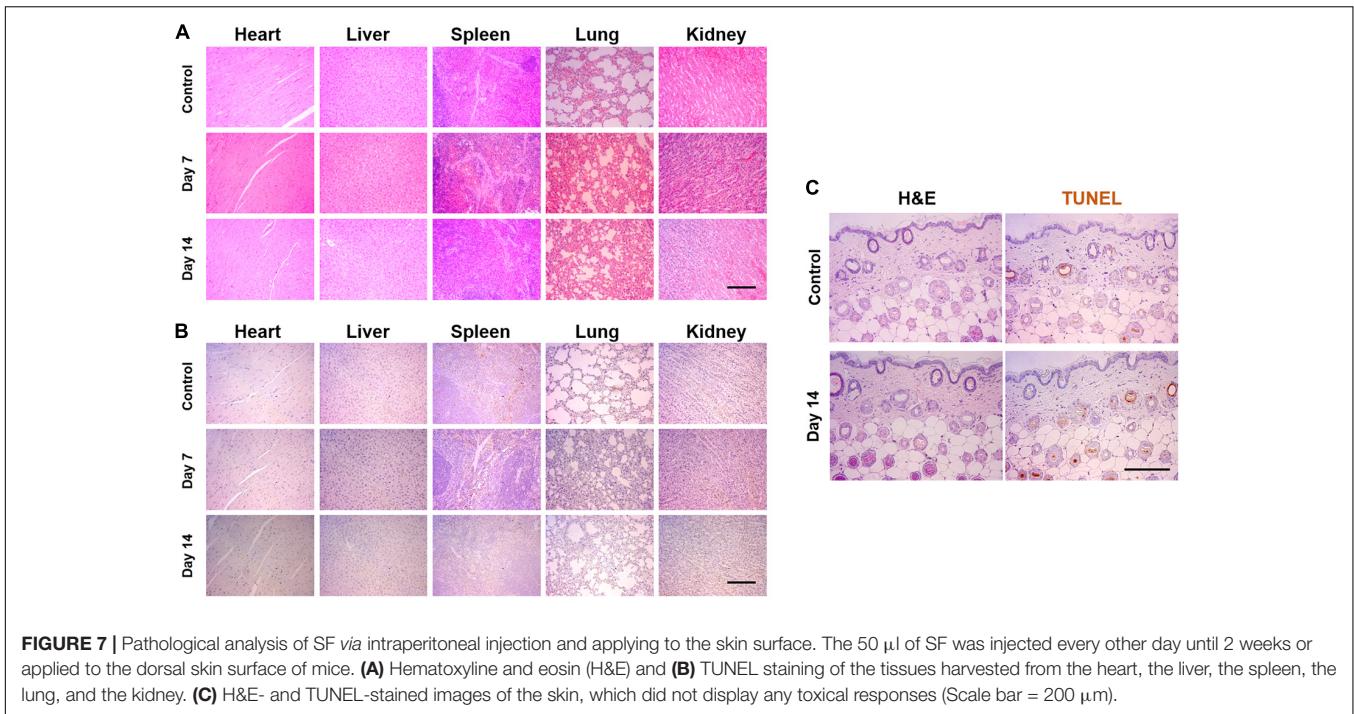 A
Heart Liver Spleen Lung Kidney
Control
Day 7
Day 14
B
Heart Liver Spleen Lung Kidney
Control
Day 7
Day 14
C
H&E TUNEL
Control
Day 14
FIGURE 7 | Pathological analysis of SF via intraperitoneal injection and applying to the skin surface. The 50 μl of SF was injected every other day until 2 weeks or
applied to the dorsal skin surface of mice. (A) Hematoxyline and eosin (H&E) and (B) TUNEL staining of the tissues harvested from the heart, the liver, the spleen, the
lung, and the kidney. (C) H&E- and TUNEL-stained images of the skin, which did not display any toxical responses (Scale bar = 200 μm).